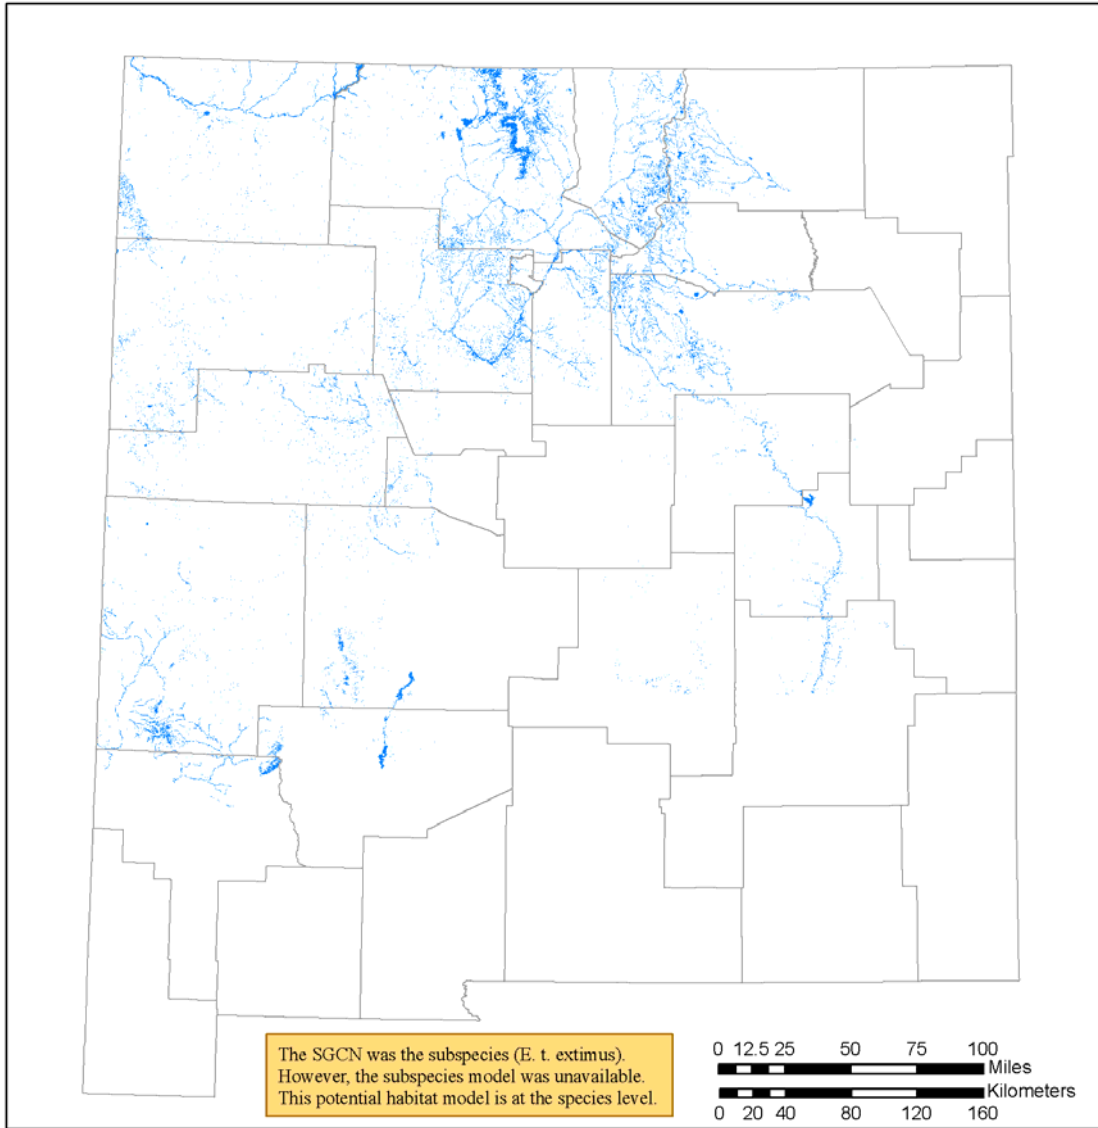 The SGCN was the subspecies (E. t. extimus).
However, the subspecies model was unavailable.
This potential habitat model is at the species level.
0 12.5 25 50 75 100
Miles
Kilometers
0 20 40 80 120 160